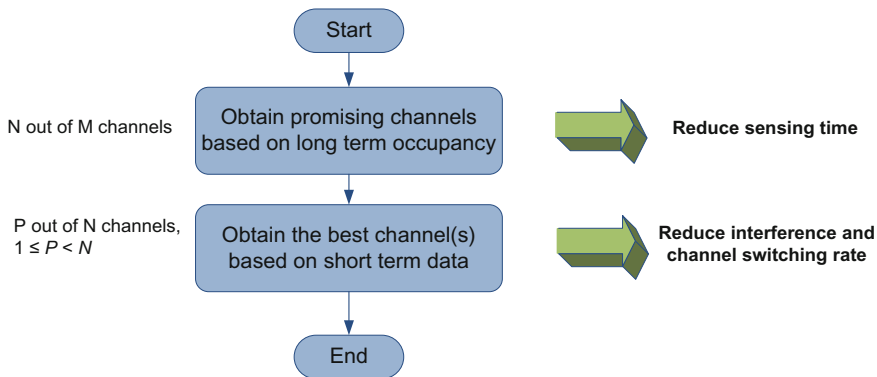 Start
N out of M channels
Obtain promising channels
based on long term occupancy
Reduce sensing time
P out of N channels,
1 ≤ P < N
Obtain the best channel(s)
based on short term data
Reduce interference and
channel switching rate
End